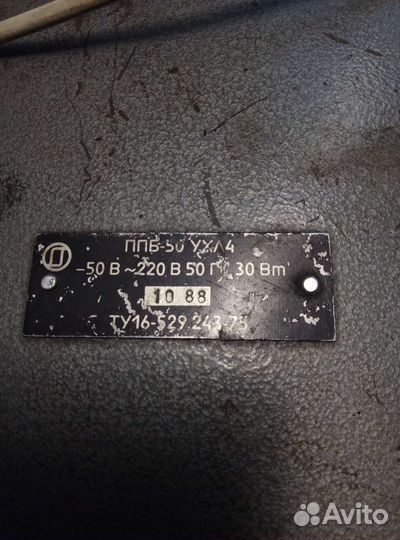 ППБ-50 УХЛ4
–50 В ~220 В 50 Гц 30 Вт
10 88
ТУ16-529.243-75
Avito